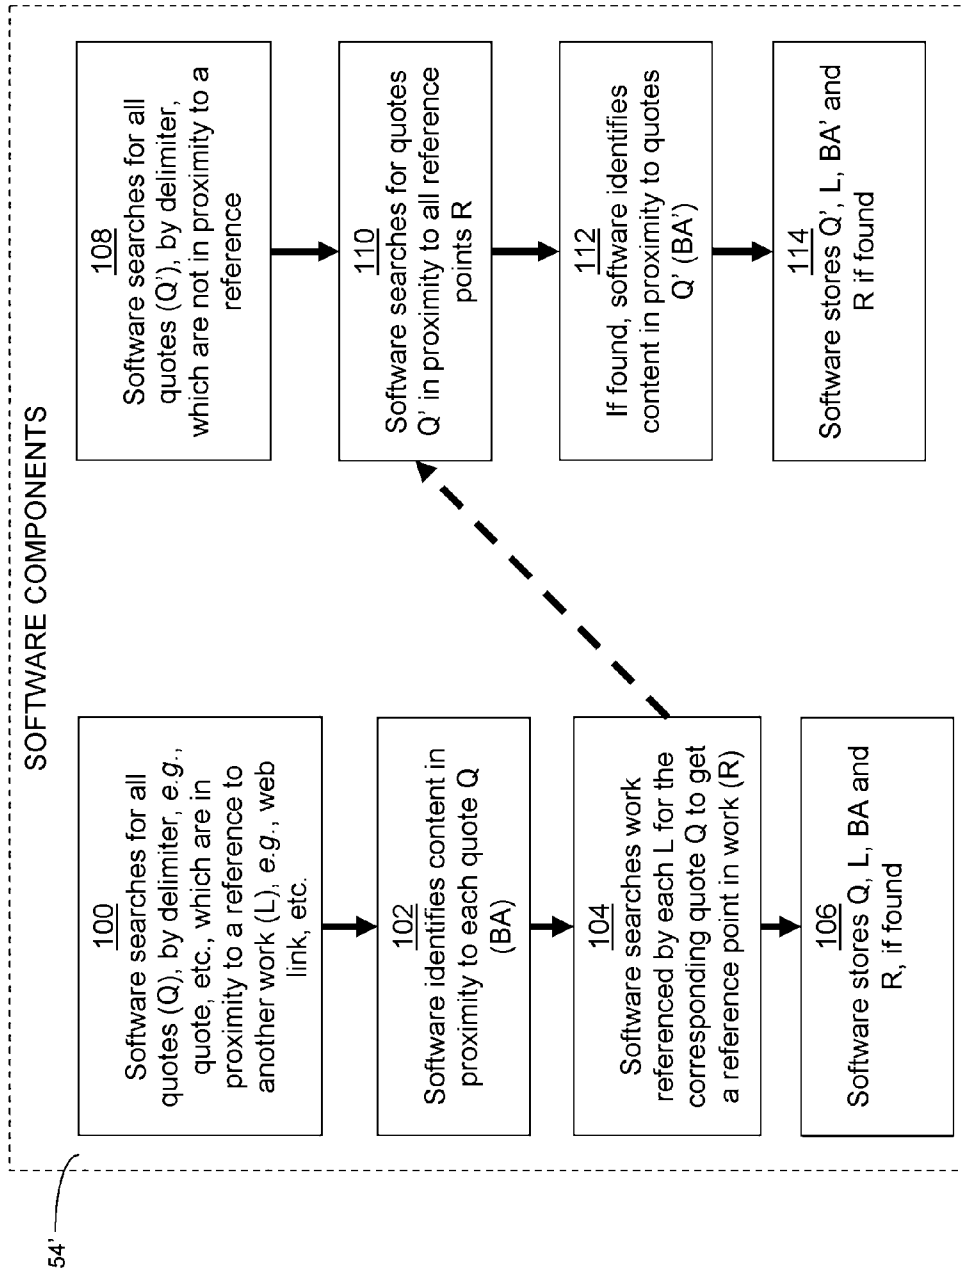 SOFTWARE COMPONENTS
54'
100
Software searches for all
quotes (Q), by delimiter, e.g.,
quote, etc., which are in
proximity to a reference to
another work (L), e.g., web
link, etc.
102
Software identifies content in
proximity to each quote Q
(BA)
104
Software searches work
referenced by each L for the
corresponding quote Q to get
a reference point in work (R)
106
Software stores Q, L, BA and
R, if found
108
Software searches for all
quotes (Q'), by delimiter,
which are not in proximity to a
reference
110
Software searches for quotes
Q' in proximity to all reference
points R
112
If found, software identifies
content in proximity to quotes
Q' (BA')
114
Software stores Q', L, BA' and
R if found